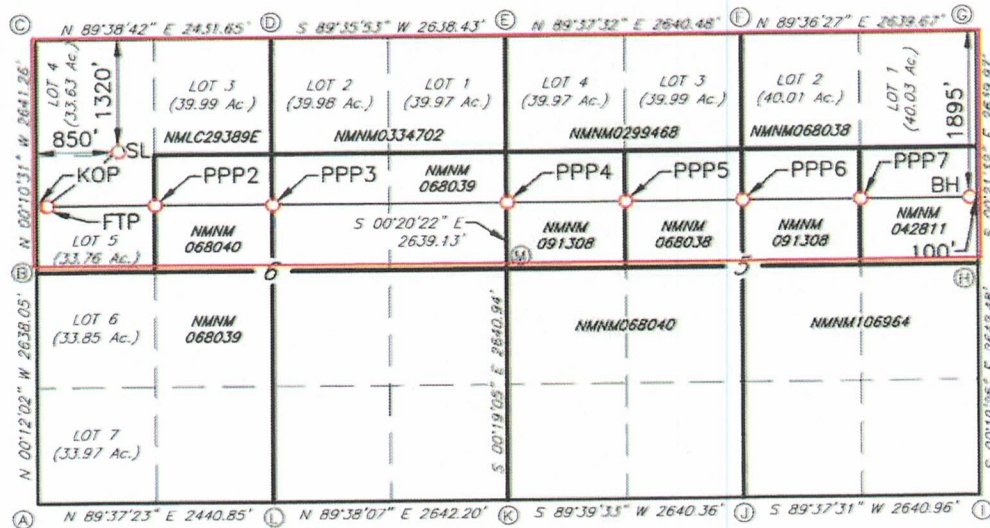 C
N 89°38'42" E 2431.65'
D
S 89°35'53" W 2638.43'
E
N 89°37'32" E 2640.48'
F
N 89°36'27" E 2639.67'
G
N 00°10'31" W 2641.26'
LOT 4
(33.63 Ac.)
1320'
850'
SL
LOT 3
(39.99 Ac.)
NMLC29389E
LOT 2
(39.98 Ac.)
LOT 1
(39.97 Ac.)
NMNM0334702
LOT 4
(39.97 Ac.)
LOT 3
(39.99 Ac.)
NMNM0299468
LOT 2
(40.01 Ac.)
NMNM068038
LOT 1
(40.03 Ac.)
1895'
KOP
PPP2
PPP3
NMNM
068039
PPP4
PPP5
PPP6
PPP7
BH
FTP
LOT 5
(33.76 Ac.)
NMNM
068040
S 00°20'22" E
2639.13'
NMNM
091308
NMNM
068038
NMNM
091308
NMNM
042811
100'
B
6
M
5
H
N 00°12'02" W 2638.05'
LOT 6
(33.85 Ac.)
NMNM
068039
S 00°19'05" E 2640.94'
NMNM068040
NMNM106964
LOT 7
(33.97 Ac.)
A
N 89°37'23" E 2440.85'
L
N 89°38'07" E 2642.20'
K
S 89°39'33" W 2640.36'
J
S 89°37'31" W 2640.96'
I